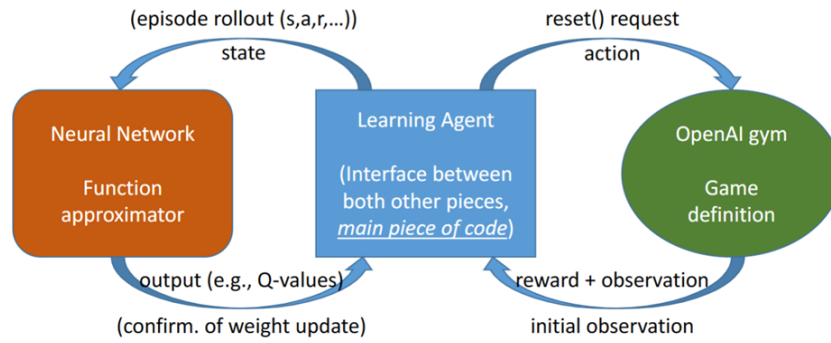 (episode rollout (s,a,r,...))
state
reset() request
action
Neural Network
Function
approximator
Learning Agent
(Interface between
both other pieces,
main piece of code)
OpenAI gym
Game
definition
output (e.g., Q-values)
(confirm. of weight update)
reward + observation
initial observation